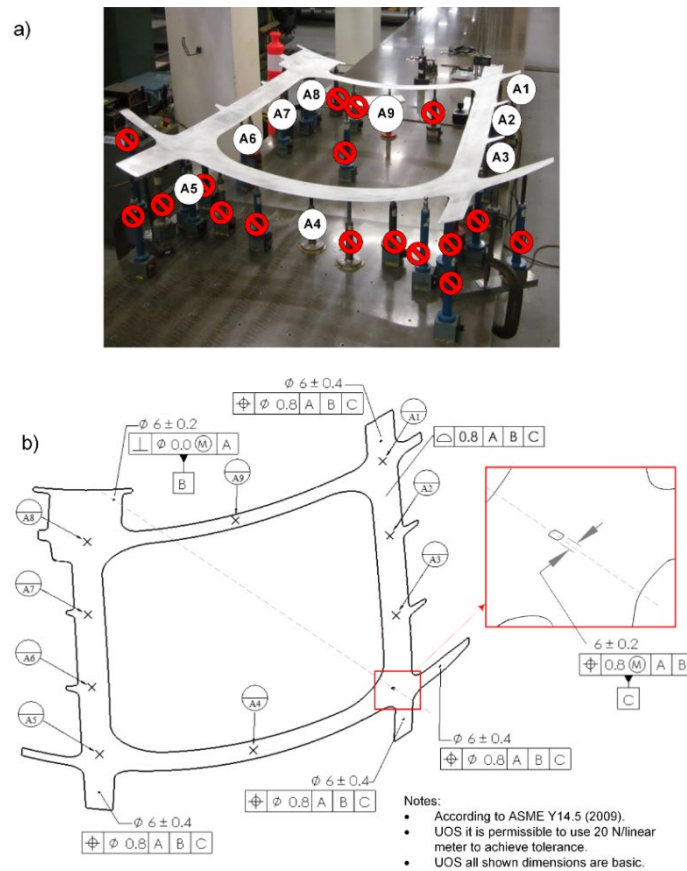 a)
A1
A8
A7
A9
A2
A6
A3
A5
A4
⌀ 6 ± 0.4
⌖ ⌀ 0.8 A B C
A1
b)
⌀ 6 ± 0.2
⟂ ⌀ 0.0 Ⓜ A
B
⌓ 0.8 A B C
A9
A8
A2
A7
A3
A6
6 ± 0.2
⌖ 0.8 Ⓜ A B
C
A5
A4
⌀ 6 ± 0.4
⌖ ⌀ 0.8 A B C
⌀ 6 ± 0.4
⌖ ⌀ 0.8 A B C
⌀ 6 ± 0.4
⌖ ⌀ 0.8 A B C
Notes:
• According to ASME Y14.5 (2009).
• UOS it is permissible to use 20 N/linear
meter to achieve tolerance.
• UOS all shown dimensions are basic.